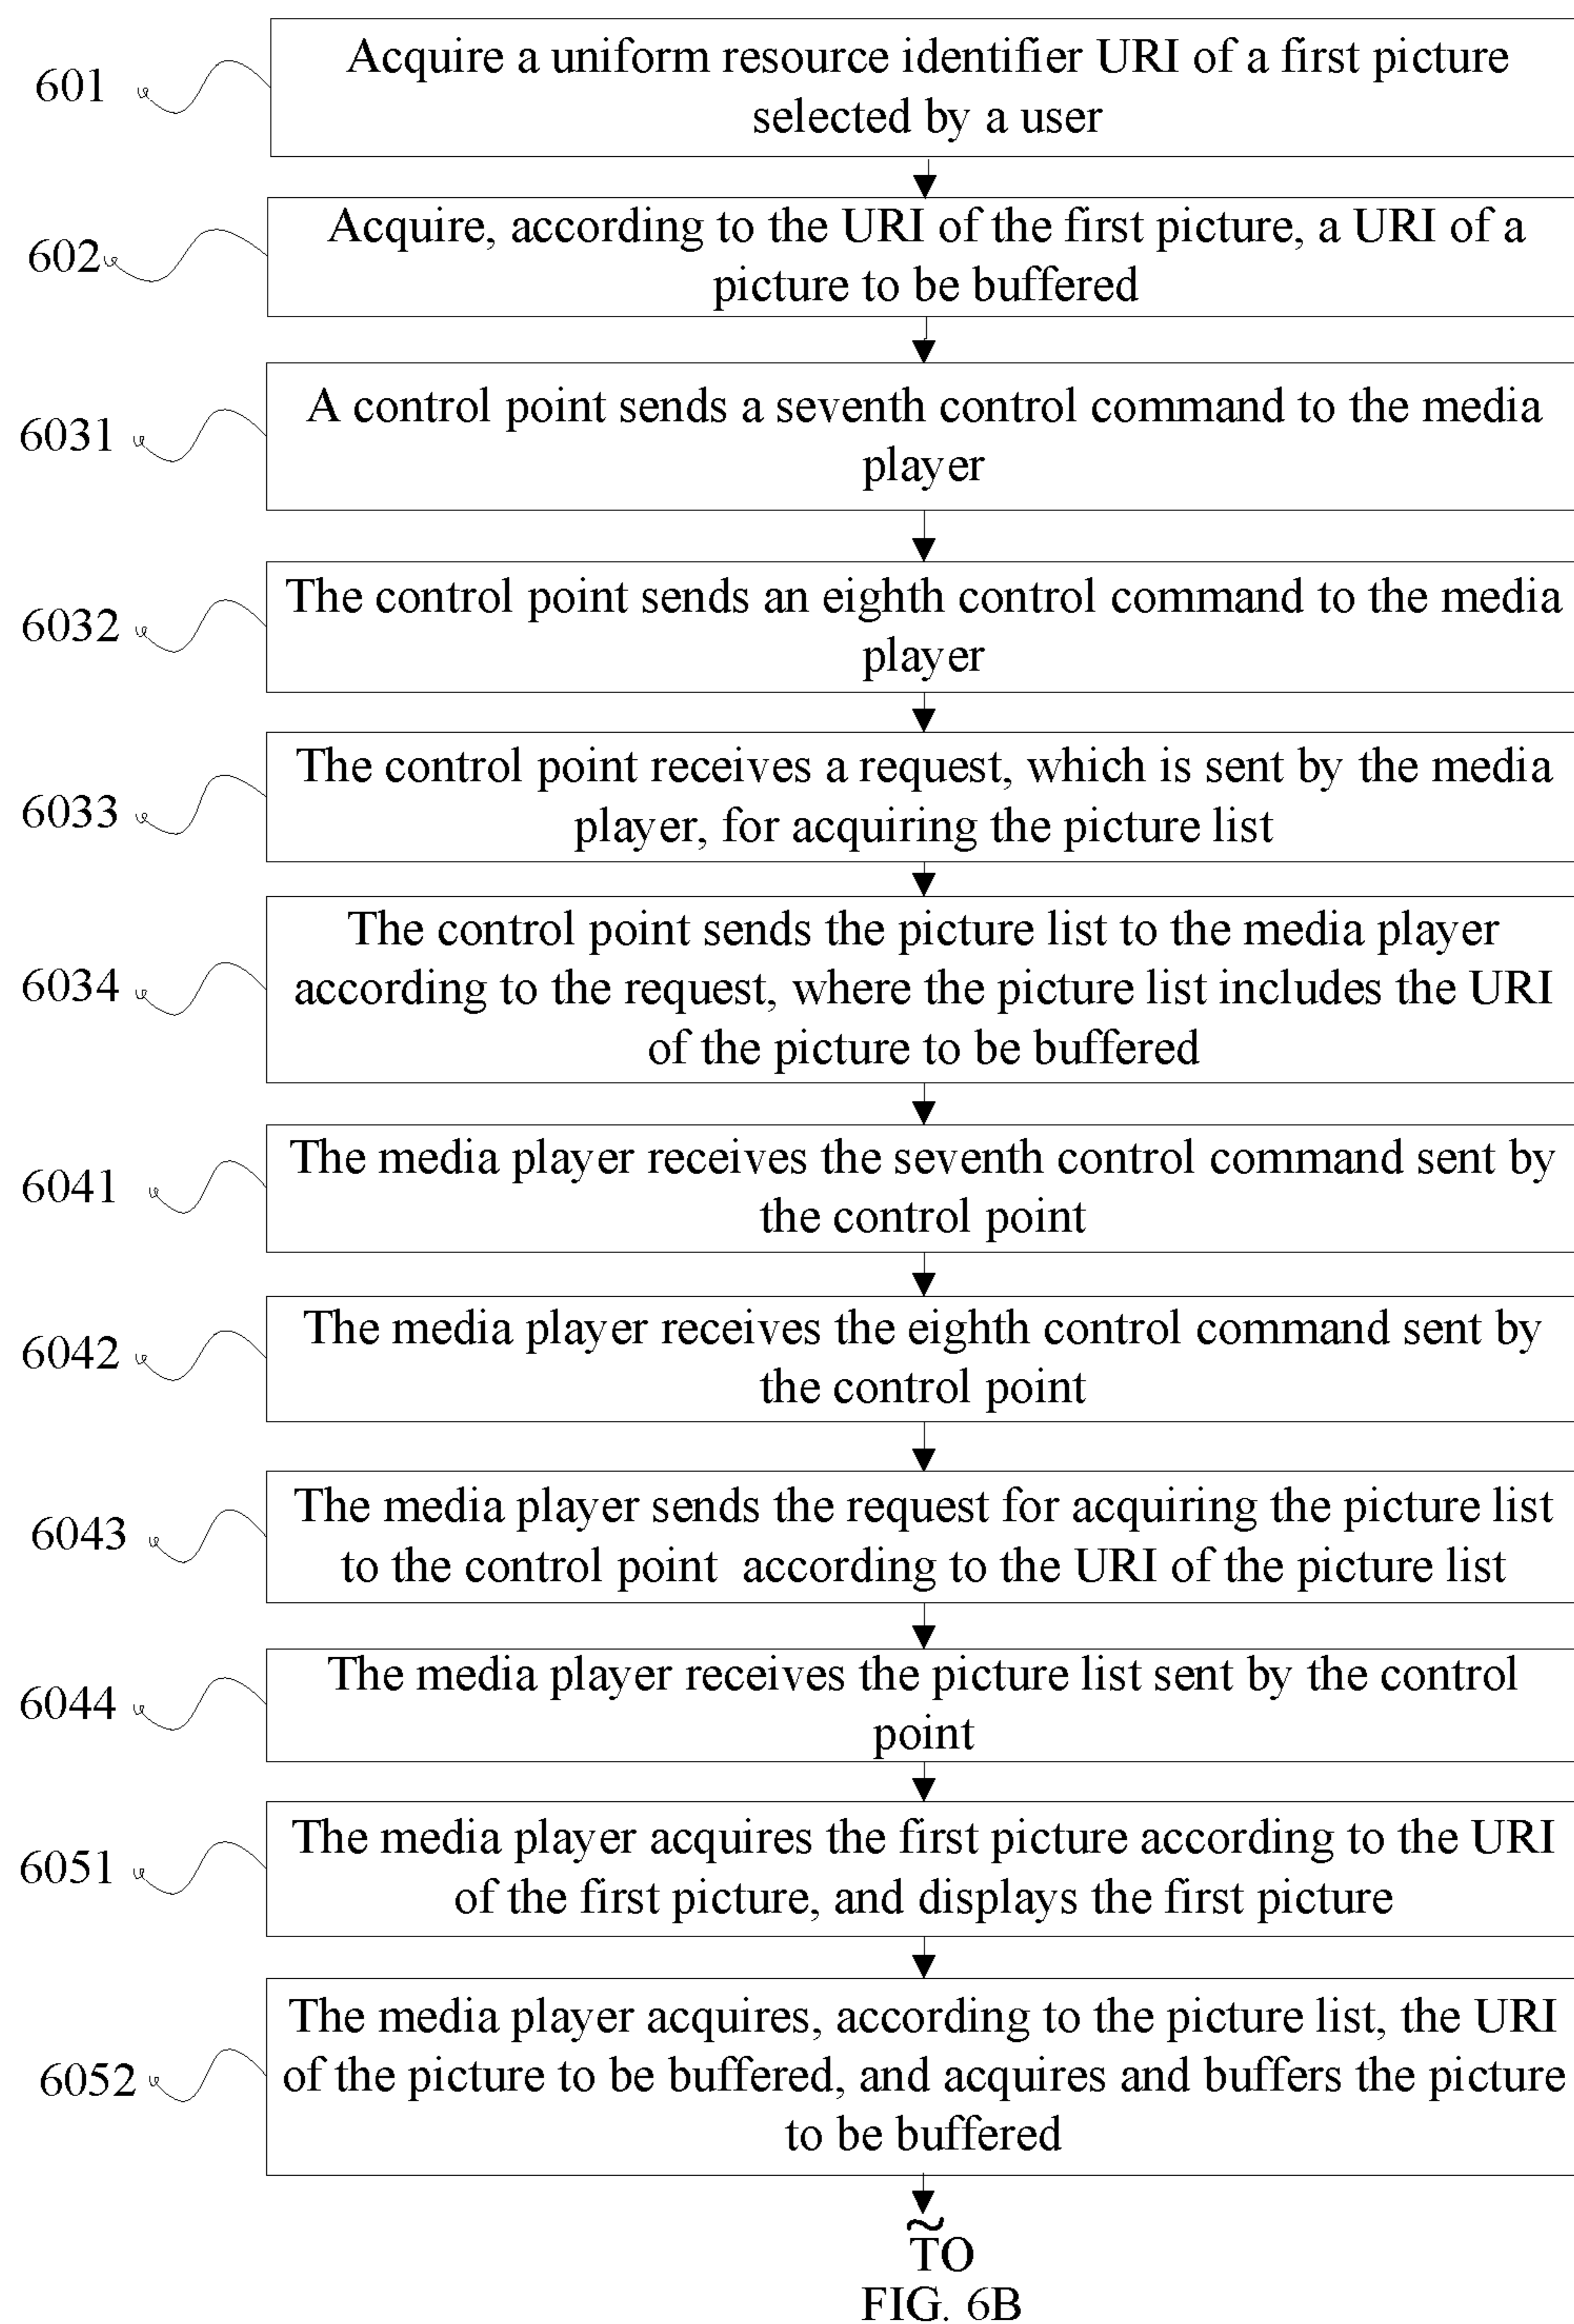 601
Acquire a uniform resource identifier URI of a first picture
selected by a user
602
Acquire, according to the URI of the first picture, a URI of a
picture to be buffered
6031
A control point sends a seventh control command to the media
player
6032
The control point sends an eighth control command to the media
player
6033
The control point receives a request, which is sent by the media
player, for acquiring the picture list
6034
The control point sends the picture list to the media player
according to the request, where the picture list includes the URI
of the picture to be buffered
6041
The media player receives the seventh control command sent by
the control point
6042
The media player receives the eighth control command sent by
the control point
6043
The media player sends the request for acquiring the picture list
to the control point according to the URI of the picture list
6044
The media player receives the picture list sent by the control
point
6051
The media player acquires the first picture according to the URI
of the first picture, and displays the first picture
6052
The media player acquires, according to the picture list, the URI
of the picture to be buffered, and acquires and buffers the picture
to be buffered
TO
FIG. 6B